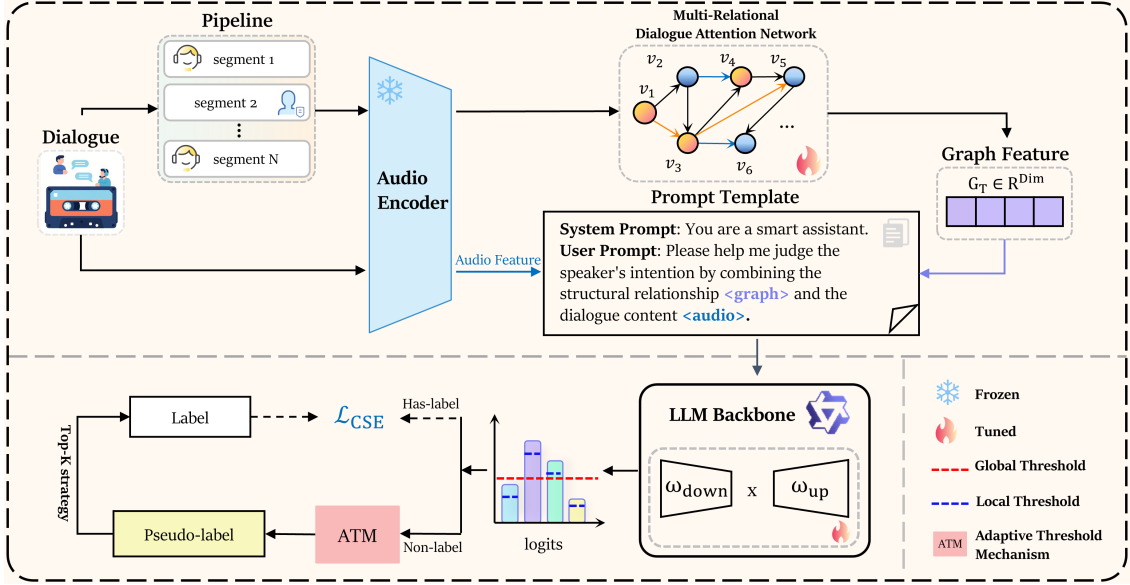 Pipeline
segment 1
segment 2
segment N
Dialogue
Audio
Encoder
Audio Feature
Multi-Relational
Dialogue Attention Network
v₁
v₂
v₃
v₄
v₅
v₆
...
Graph Feature
G_T ∈ R^Dim
Prompt Template
System Prompt: You are a smart assistant.
User Prompt: Please help me judge the
speaker's intention by combining the
structural relationship <graph> and the
dialogue content <audio>.
Label
ℒ_CSE
Has-label
Top-K strategy
Pseudo-label
ATM
Non-label
logits
LLM Backbone
ω_down
x
ω_up
Frozen
Tuned
Global Threshold
Local Threshold
ATM
Adaptive Threshold
Mechanism